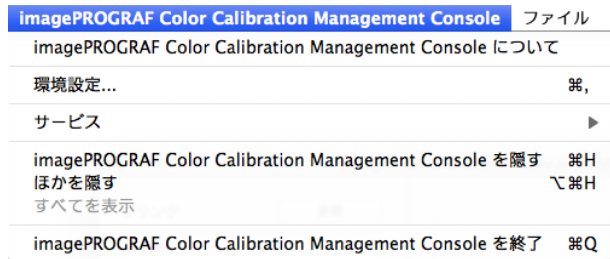 imagePROGRAF Color Calibration Management Console ファイル
imagePROGRAF Color Calibration Management Console について
環境設定... ⌘,
サービス ▶
imagePROGRAF Color Calibration Management Console を隠す ⌘H
ほかを隠す ⌥⌘H
すべてを表示
imagePROGRAF Color Calibration Management Console を終了 ⌘Q